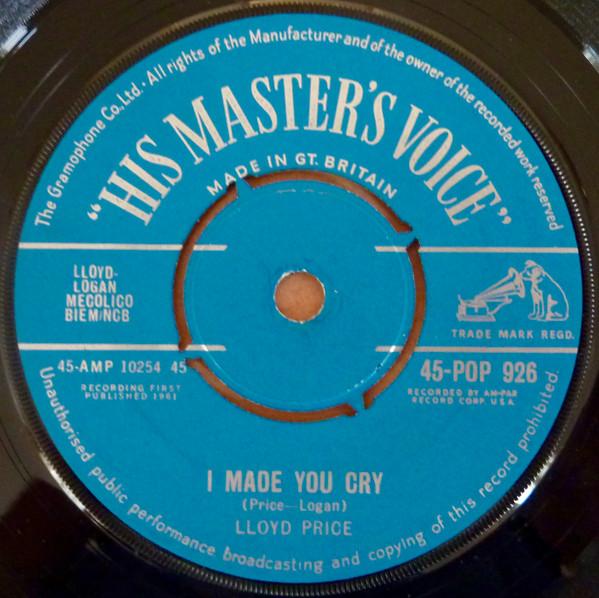 The Gramophone Co., Ltd. · All rights of the Manufacturer and of the owner of the recorded work reserved
"HIS MASTER'S VOICE"
MADE IN GT. BRITAIN
LLOYD-
LOGAN
MECOLICO
BIEM/NCB
TRADE MARK REGD.
45-AMP 10254 45
RECORDING FIRST
PUBLISHED 1961
45-POP 926
RECORDED BY AM-PAR
RECORD CORP. U.S.A.
I MADE YOU CRY
(Price—Logan)
LLOYD PRICE
Unauthorised public performance broadcasting and copying of this record prohibited.